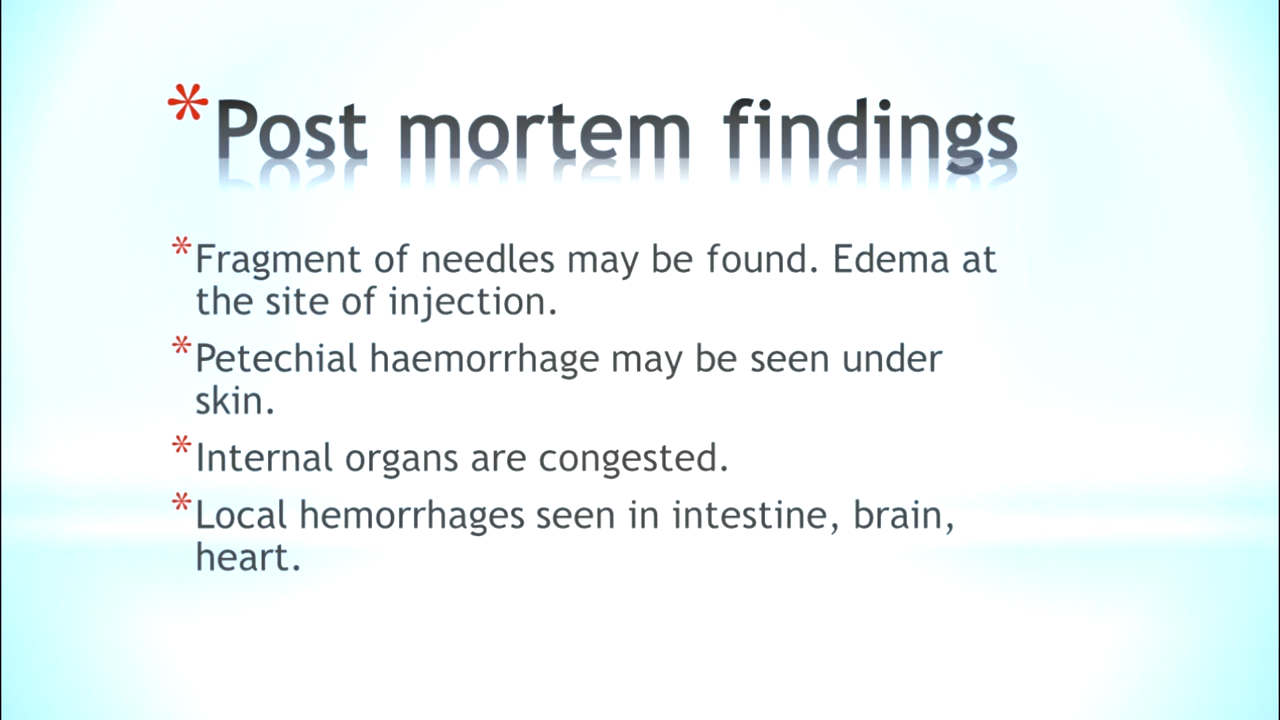 *Post mortem findings
*Fragment of needles may be found. Edema at
the site of injection.
*Petechial haemorrhage may be seen under
skin.
*Internal organs are congested.
*Local hemorrhages seen in intestine, brain,
heart.